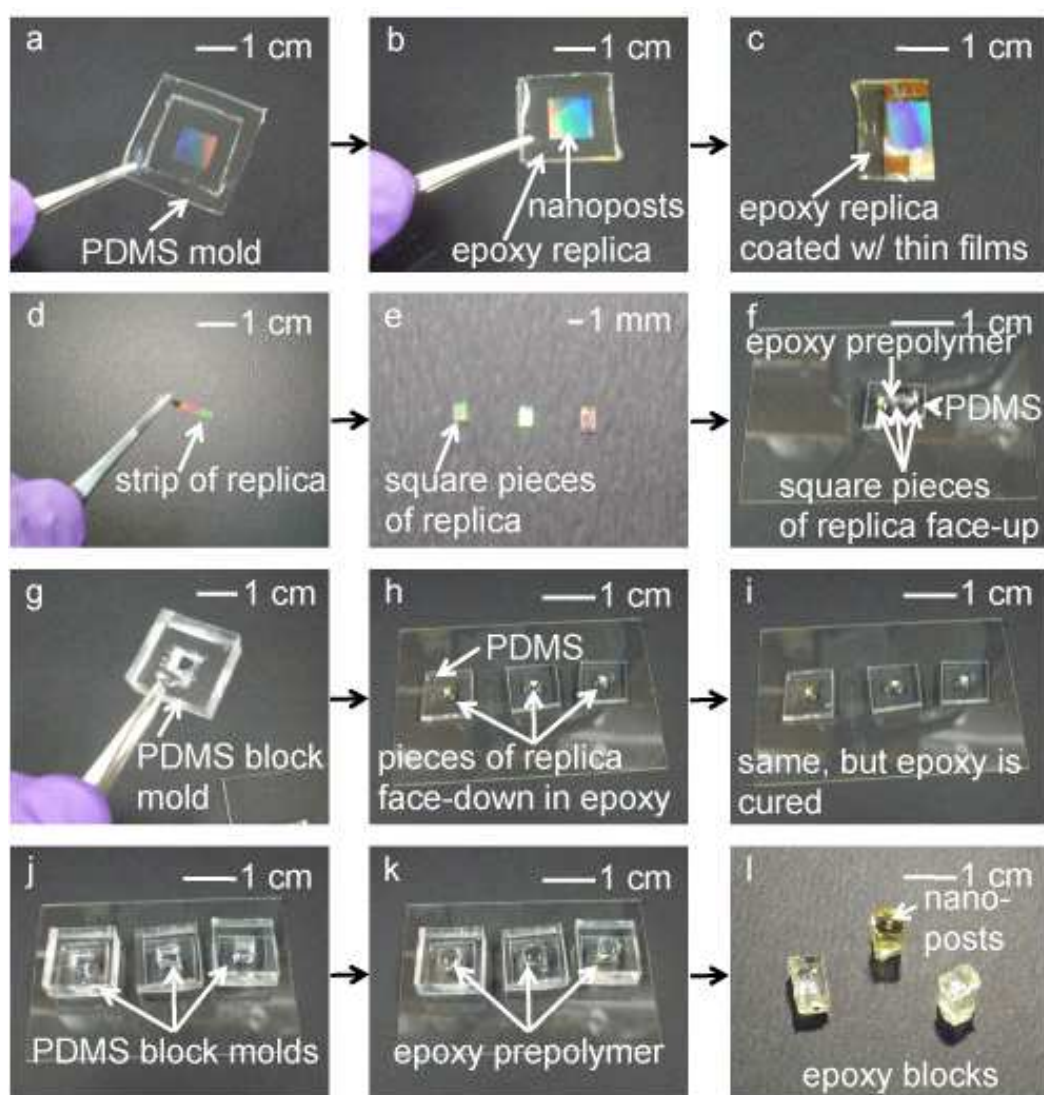 a
1 cm
PDMS mold
b
1 cm
nanoposts
epoxy replica
c
1 cm
epoxy replica
coated w/ thin films
d
1 cm
strip of replica
e
1 mm
square pieces
of replica
f
1 cm
epoxy prepolymer
PDMS
square pieces
of replica face-up
g
1 cm
PDMS block
mold
h
1 cm
PDMS
pieces of replica
face-down in epoxy
i
1 cm
same, but epoxy is
cured
j
1 cm
PDMS block molds
k
1 cm
epoxy prepolymer
l
1 cm
nano-
posts
epoxy blocks